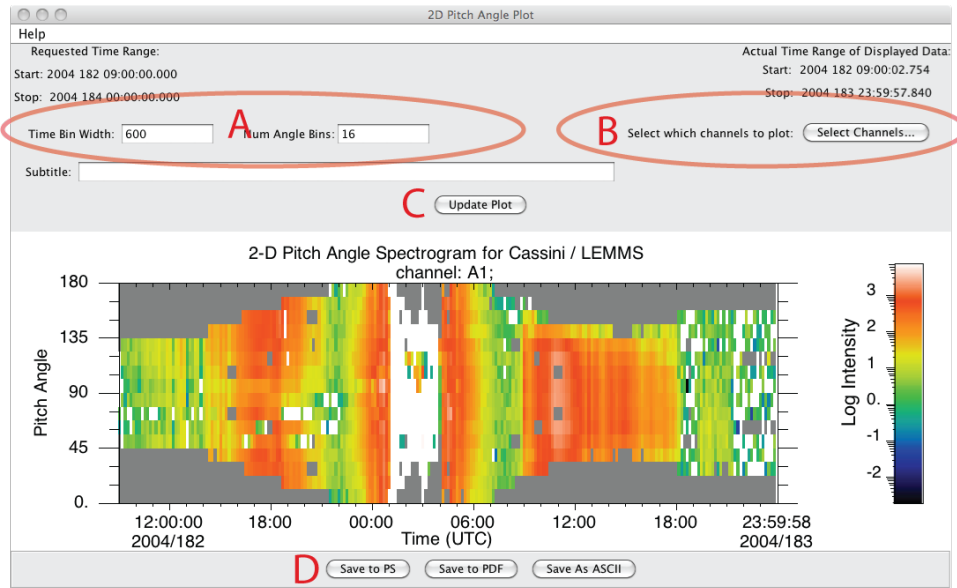 2D Pitch Angle Plot
Help
Requested Time Range:
Actual Time Range of Displayed Data:
Start: 2004 182 09:00:00.000
Start: 2004 182 09:00:02.754
Stop: 2004 184 00:00:00.000
Stop: 2004 183 23:59:57.840
Time Bin Width: 600 A Num Angle Bins: 16
B Select which channels to plot: Select Channels...
Subtitle:
C Update Plot
2-D Pitch Angle Spectrogram for Cassini / LEMMS
channel: A1;
180
135
90
45
0.
Pitch Angle
12:00:00 18:00 00:00 06:00 12:00 18:00 23:59:58
2004/182 Time (UTC) 2004/183
3
2
1
0.
-1
-2
Log Intensity
D Save to PS Save to PDF Save As ASCII